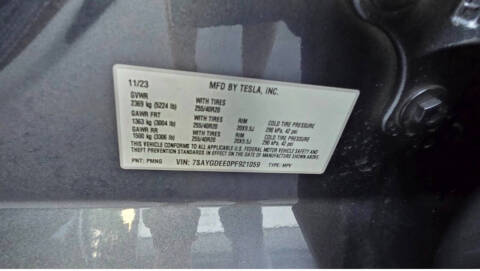 11/23 MFD BY TESLA, INC.
GVWR
2369 kg (5224 lb) WITH TIRES
GAWR FRT 255/40R20 RIM COLD TIRE PRESSURE
1363 kg (3004 lb) WITH TIRES 20X9.5J 290 kPa, 42 psi
GAWR RR 255/40R20 RIM COLD TIRE PRESSURE
1500 kg (3306 lb) 255/40R20 20X9.5J 290 kPa, 42 psi
THIS VEHICLE CONFORMS TO ALL APPLICABLE U.S. FEDERAL MOTOR VEHICLE SAFETY AND
THEFT PREVENTION STANDARDS IN EFFECT ON THE DATE OF MANUFACTURE SHOWN ABOVE.
PNT: PMNG VIN: 7SAYGDEE0PF921059 TYPE: MPV